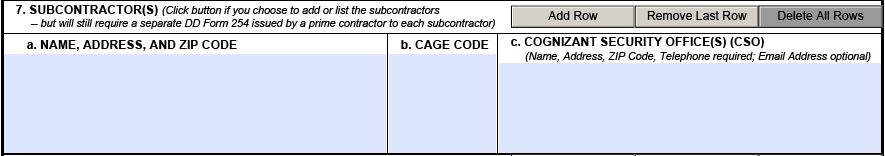 7. SUBCONTRACTOR(S) (Click button if you choose to add or list the subcontractors
-- but will still require a separate DD Form 254 issued by a prime contractor to each subcontractor)
Add Row
Remove Last Row
Delete All Rows
a. NAME, ADDRESS, AND ZIP CODE
b. CAGE CODE
c. COGNIZANT SECURITY OFFICE(S) (CSO)
(Name, Address, ZIP Code, Telephone required; Email Address optional)